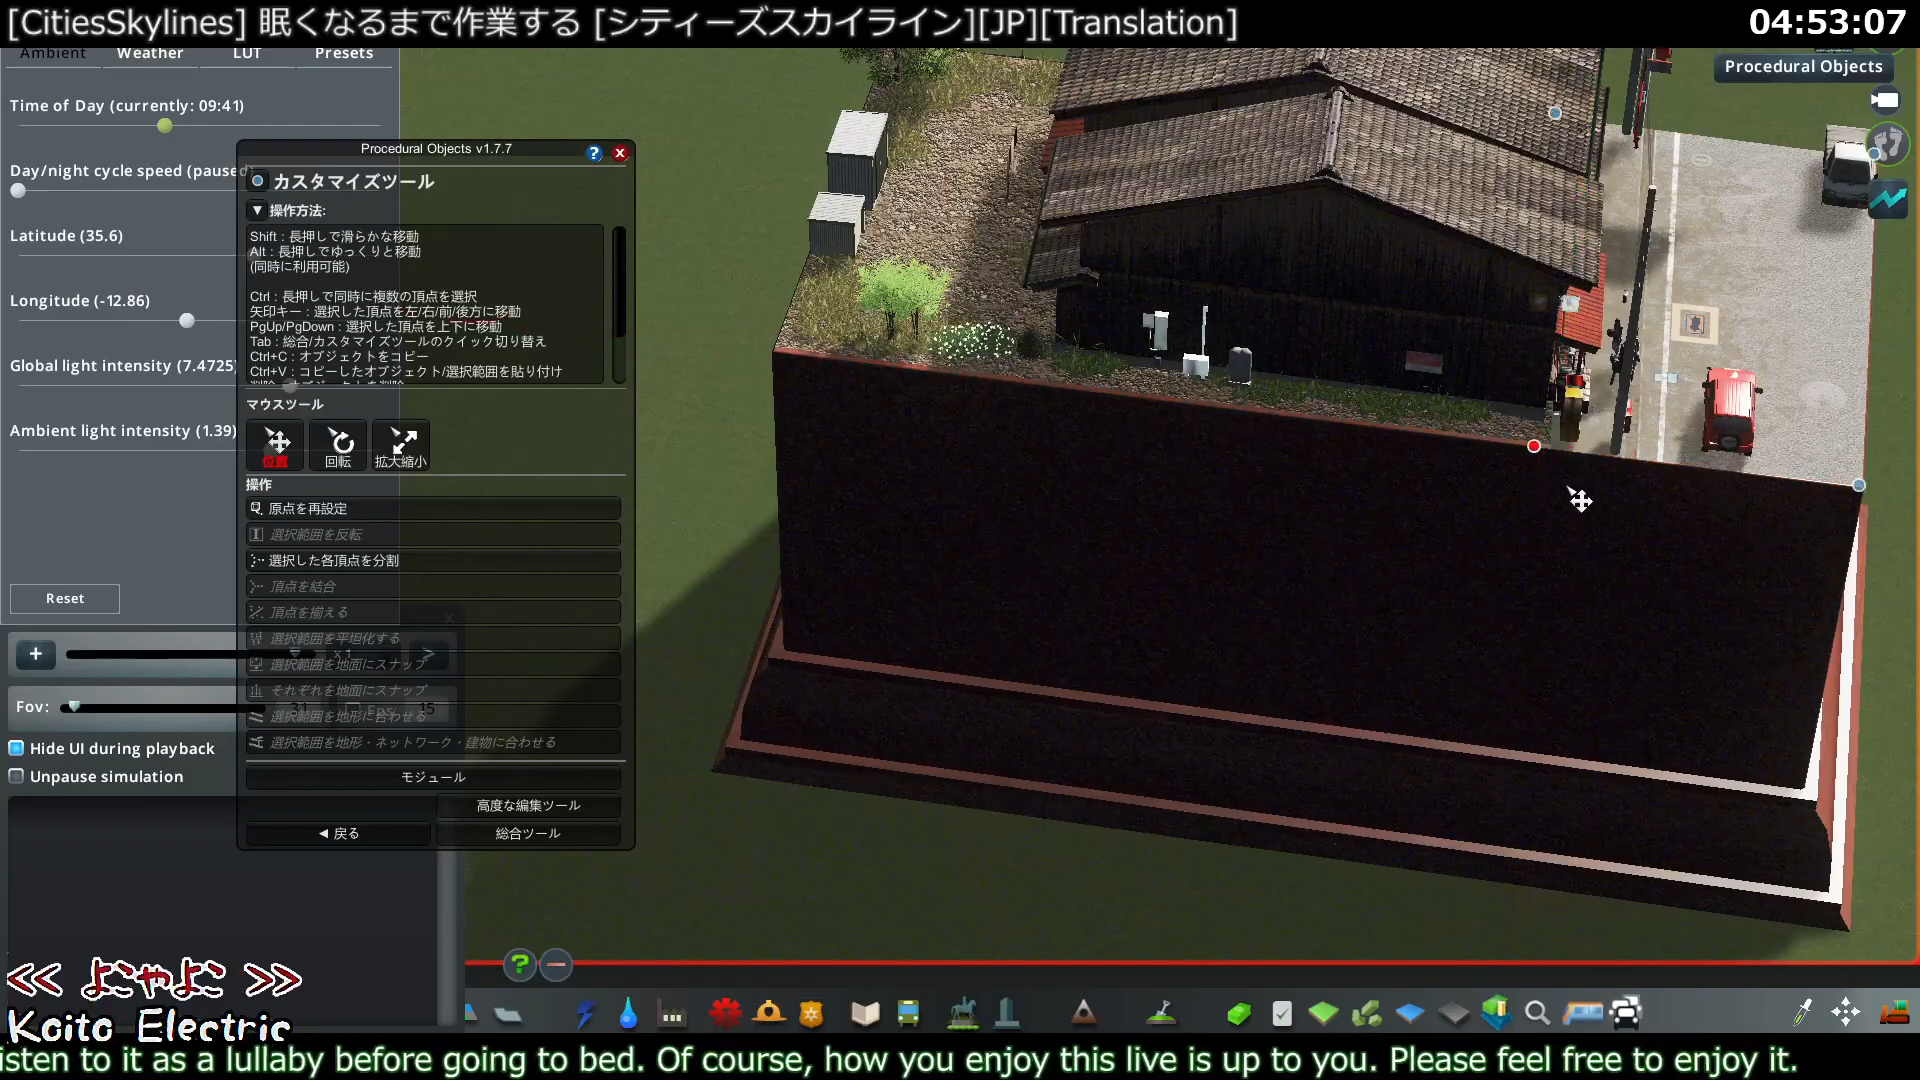 [CitiesSkylines] 眠くなるまで作業する [シティーズスカイライン][JP][Translation]
04:53:07
Ambient
Weather
LUT
Presets
Procedural Objects
Time of Day (currently: 09:41)
Procedural Objects v1.7.7
Day/night cycle speed (paused
カスタマイズツール
操作方法:
Latitude (35.6)
Shift : 長押しで滑らかな移動
Alt : 長押しでゆっくりと移動
(同時に利用可能)
Ctrl : 長押しで同時に複数の頂点を選択
矢印キー : 選択した頂点を左/右/前/後方に移動
PgUp/PgDown : 選択した頂点を上下に移動
Tab : 総合/カスタマイズツールのクイック切り替え
Ctrl+C : オブジェクトをコピー
Ctrl+V : コピーしたオブジェクト/選択範囲を貼り付け
Longitude (-12.86)
Global light intensity (7.4725)
マウスツール
Ambient light intensity (1.39)
位置
回転
拡大縮小
操作
原点を再設定
選択範囲を反転
選択した各頂点を分割
頂点を結合
頂点を揃える
選択範囲を平坦化する
選択範囲を地面にスナップ
それぞれを地面にスナップ
選択範囲を地形に合わせる
選択範囲を地形・ネットワーク・建物に合わせる
モジュール
高度な編集ツール
戻る
総合ツール
Reset
+
x 1
>
Fov:
31
Fps:
15
Hide UI during playback
Unpause simulation
<< よこやよこ >>
Koito Electric
isten to it as a lullaby before going to bed. Of course, how you enjoy this live is up to you. Please feel free to enjoy it.